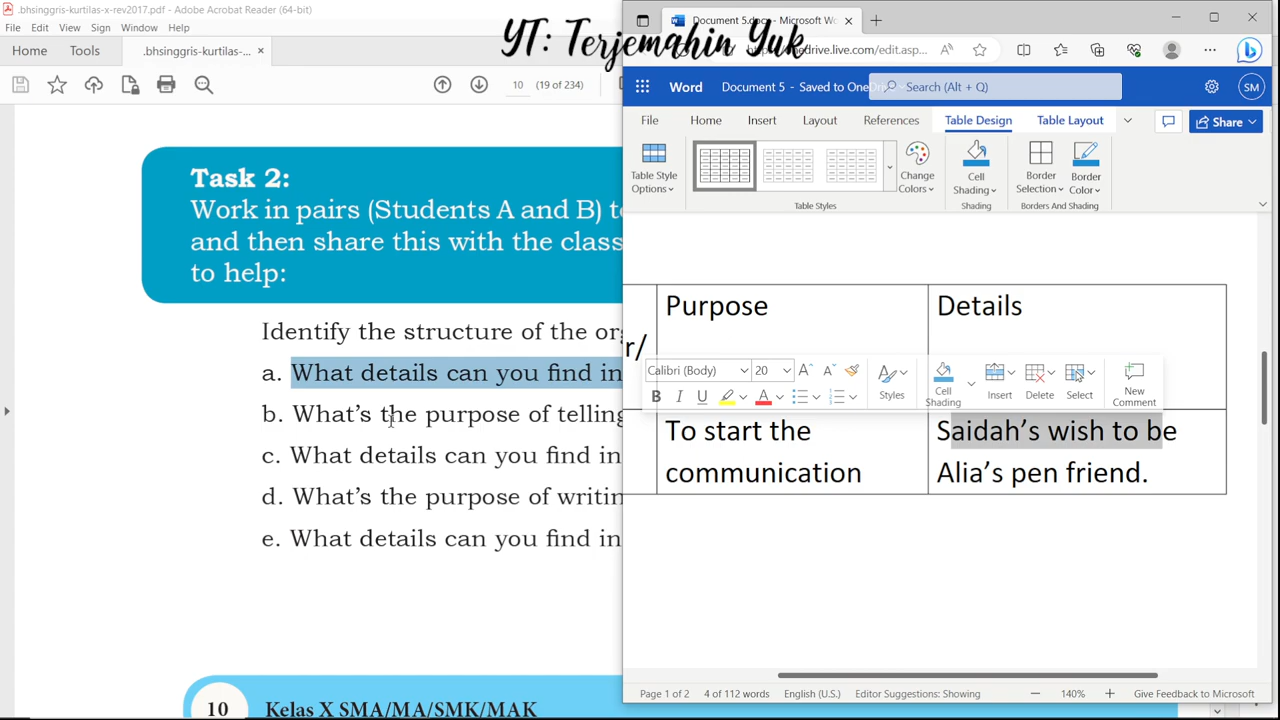 .bhsinggris-kurtilas-x-rev2017.pdf - Adobe Acrobat Reader (64-bit)
File Edit View Sign Window Help
Home Tools .bhsinggris-kurtilas-... ×
10 (19 of 234)
YT: Terjemahin Yuk
Task 2:
Work in pairs (Students A and B) to
and then share this with the class
to help:
Identify the structure of the
a. What details can you find in
b. What's the purpose of telling
c. What details can you find in
d. What's the purpose of
e. What details can you find in
10 Kelas X SMA/MA/SMK/MAK
Document 5.docx - Microsoft
Word Document 5 - Saved to
Search (Alt + Q)
SM
File Home Insert Layout References Table Design Table Layout
Share
Table Style Options
Change Colors
Cell Shading
Border Selection
Border Color
Table Styles
Shading
Borders And Shading
Purpose
Details
r/
Calibri (Body) 20
B I U A
Styles
Cell Shading
Insert Delete Select
New Comment
To start the
communication
Saidah's wish to be
Alia's pen friend.
Page 1 of 2 4 of 112 words English (U.S.) Editor Suggestions: Showing 140% Give Feedback to Microsoft